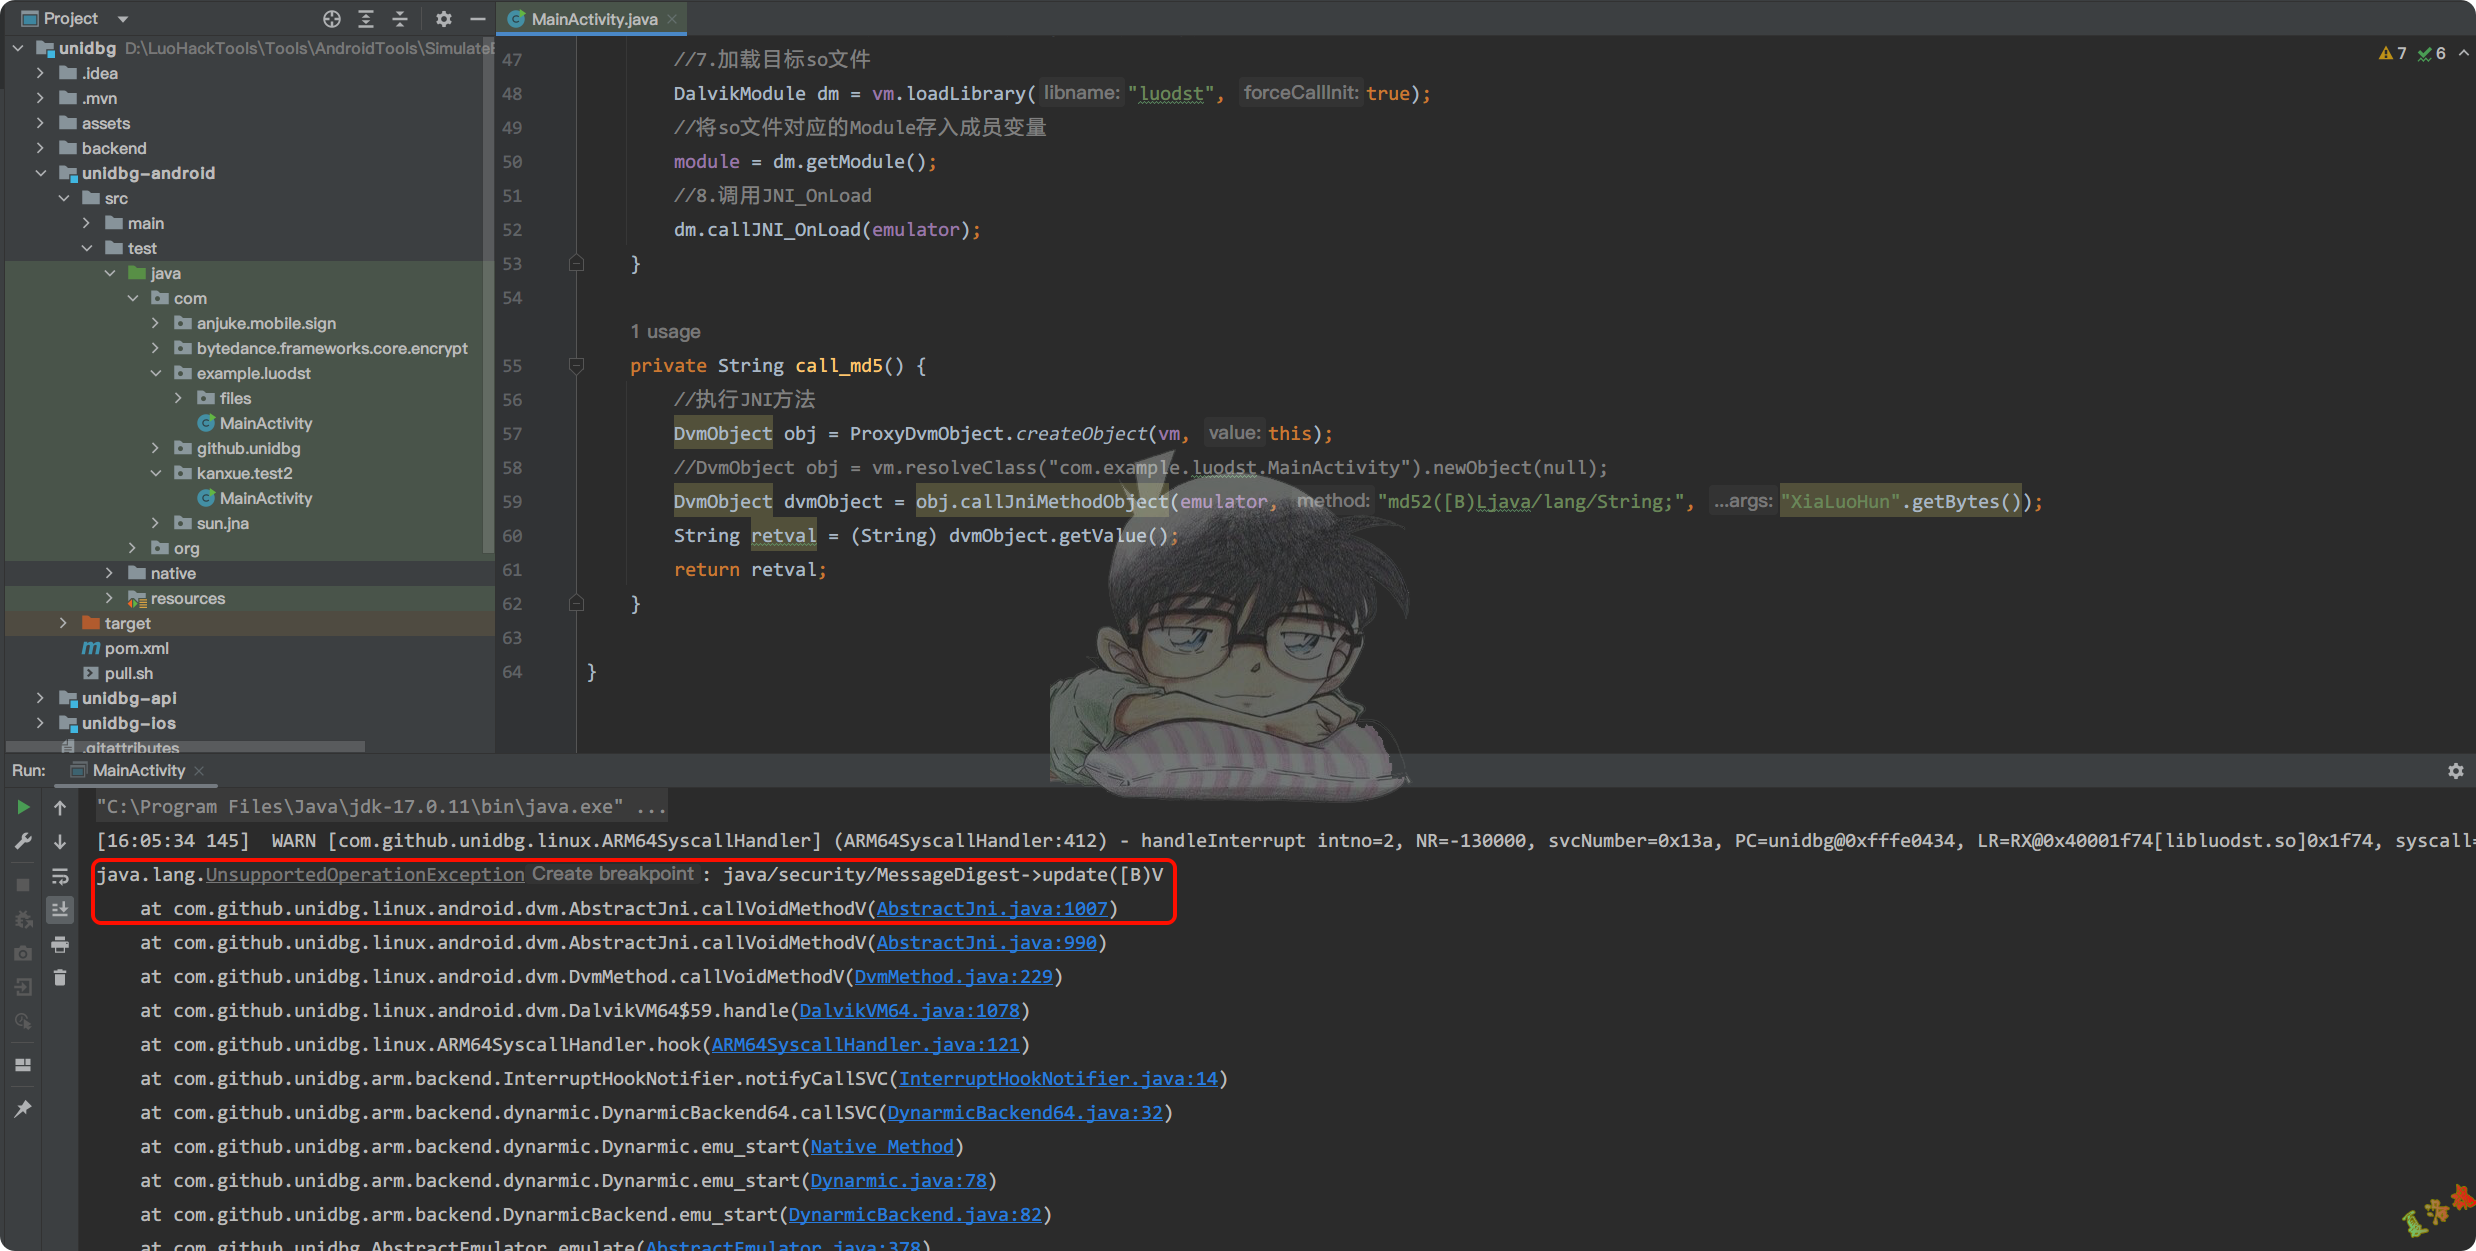 Project
MainActivity.java
unidbg D:\LuoHackTools\Tools\AndroidTools\SimulateE
.idea
.mvn
assets
backend
unidbg-android
src
main
test
java
com
anjuke.mobile.sign
bytedance.frameworks.core.encrypt
example.luodst
files
MainActivity
github.unidbg
kanxue.test2
MainActivity
sun.jna
org
native
resources
target
pom.xml
pull.sh
unidbg-api
unidbg-ios
.gitattributes
7 6
47 //7.加载目标so文件
48 DalvikModule dm = vm.loadLibrary( libname: "luodst", forceCallInit: true);
49 //将so文件对应的Module存入成员变量
50 module = dm.getModule();
51 //8.调用JNI_OnLoad
52 dm.callJNI_OnLoad(emulator);
53 }
54
1 usage
55 private String call_md5() {
56 //执行JNI方法
57 DvmObject obj = ProxyDvmObject.createObject(vm, value: this);
58 //DvmObject obj = vm.resolveClass("com.example.luodst.MainActivity").newObject(null);
59 DvmObject dvmObject = obj.callJniMethodObject(emulator, method: "md52([B)Ljava/lang/String;", ...args: "XiaLuoHun".getBytes());
60 String retval = (String) dvmObject.getValue();
61 return retval;
62 }
63
64 }
Run: MainActivity
"C:\Program Files\Java\jdk-17.0.11\bin\java.exe" ...
[16:05:34 145] WARN [com.github.unidbg.linux.ARM64SyscallHandler] (ARM64SyscallHandler:412) - handleInterrupt intno=2, NR=-130000, svcNumber=0x13a, PC=unidbg@0xfffe0434, LR=RX@0x40001f74[libluodst.so]0x1f74, syscall=
java.lang.UnsupportedOperationException Create breakpoint : java/security/MessageDigest->update([B)V
at com.github.unidbg.linux.android.dvm.AbstractJni.callVoidMethodV(AbstractJni.java:1007)
at com.github.unidbg.linux.android.dvm.AbstractJni.callVoidMethodV(AbstractJni.java:990)
at com.github.unidbg.linux.android.dvm.DvmMethod.callVoidMethodV(DvmMethod.java:229)
at com.github.unidbg.linux.android.dvm.DalvikVM64$59.handle(DalvikVM64.java:1078)
at com.github.unidbg.linux.ARM64SyscallHandler.hook(ARM64SyscallHandler.java:121)
at com.github.unidbg.arm.backend.InterruptHookNotifier.notifyCallSVC(InterruptHookNotifier.java:14)
at com.github.unidbg.arm.backend.dynarmic.DynarmicBackend64.callSVC(DynarmicBackend64.java:32)
at com.github.unidbg.arm.backend.dynarmic.Dynarmic.emu_start(Native Method)
at com.github.unidbg.arm.backend.dynarmic.Dynarmic.emu_start(Dynarmic.java:78)
at com.github.unidbg.arm.backend.DynarmicBackend.emu_start(DynarmicBackend.java:82)
at com.github.unidbg.AbstractEmulator.emulate(AbstractEmulator.java:378)